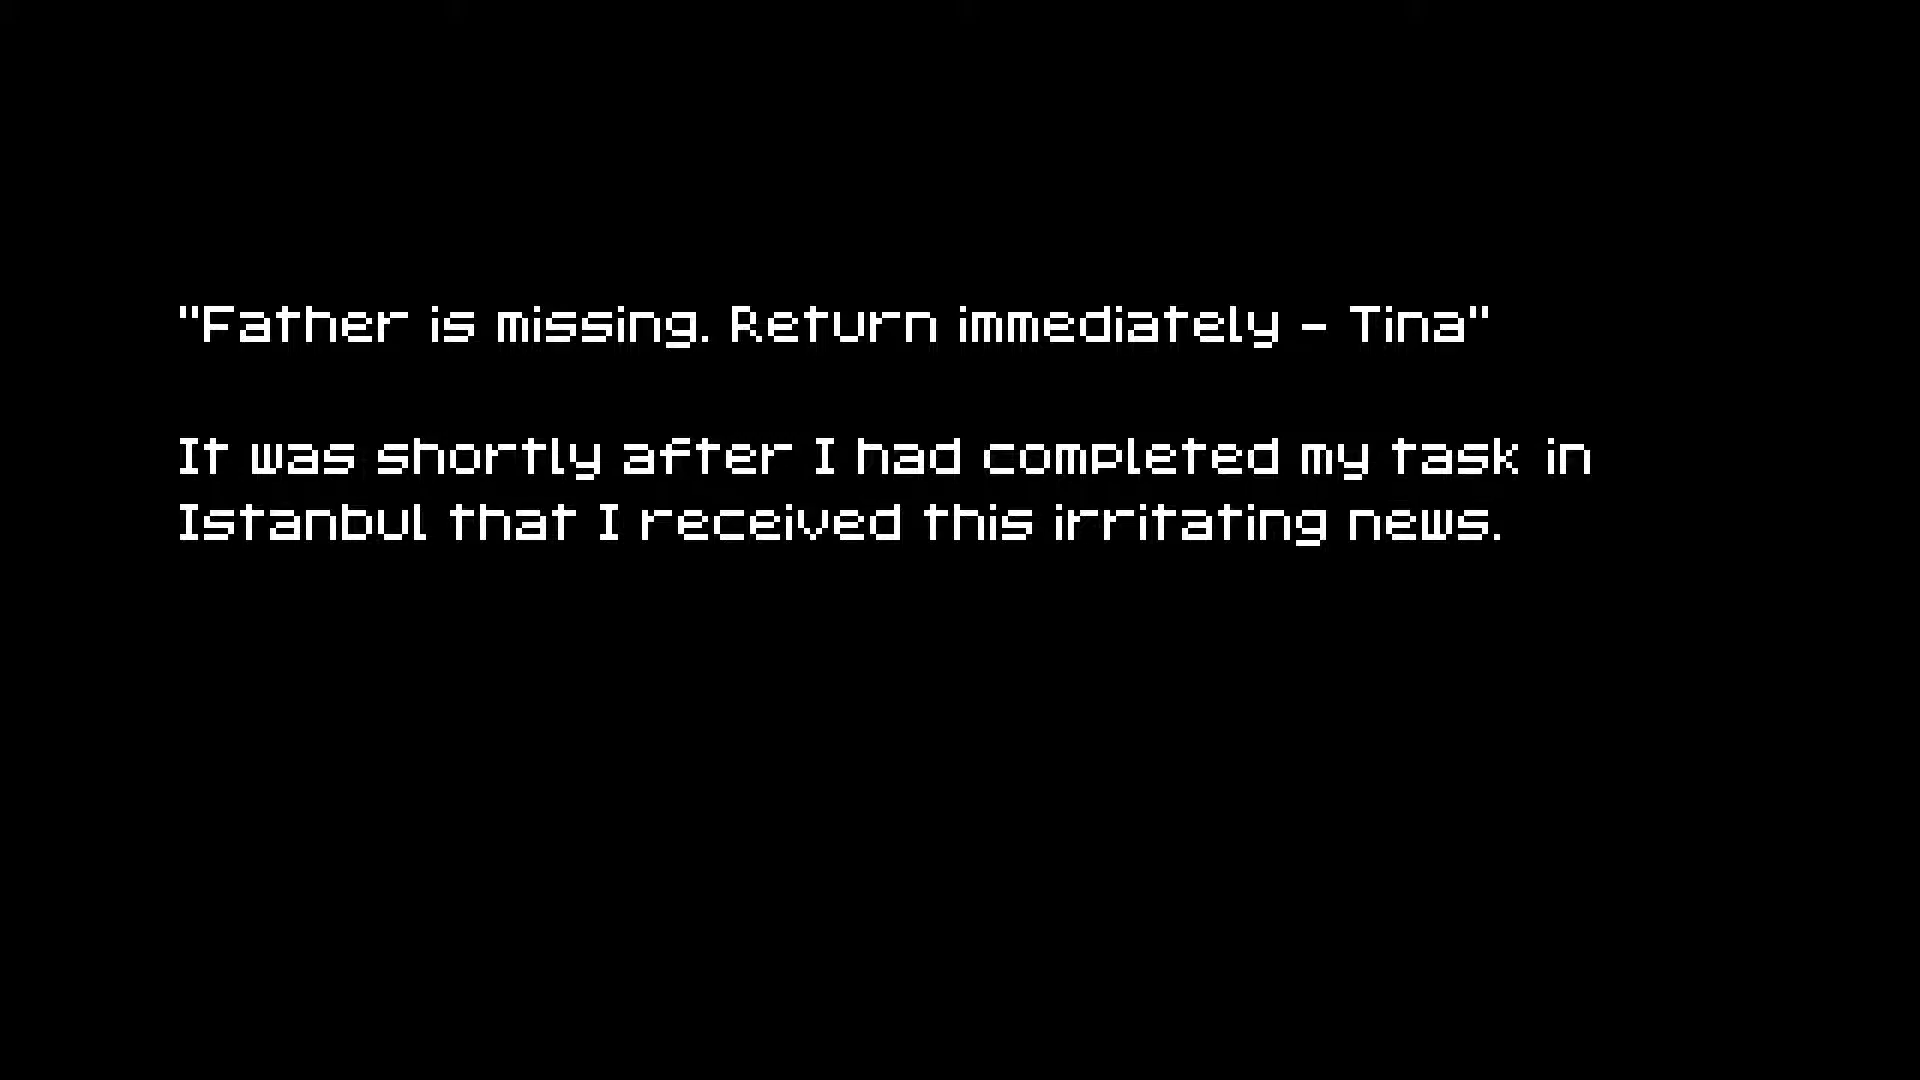 "Father is missing. Return immediately - Tina"
It was shortly after I had completed my task in
Istanbul that I received this irritating news.